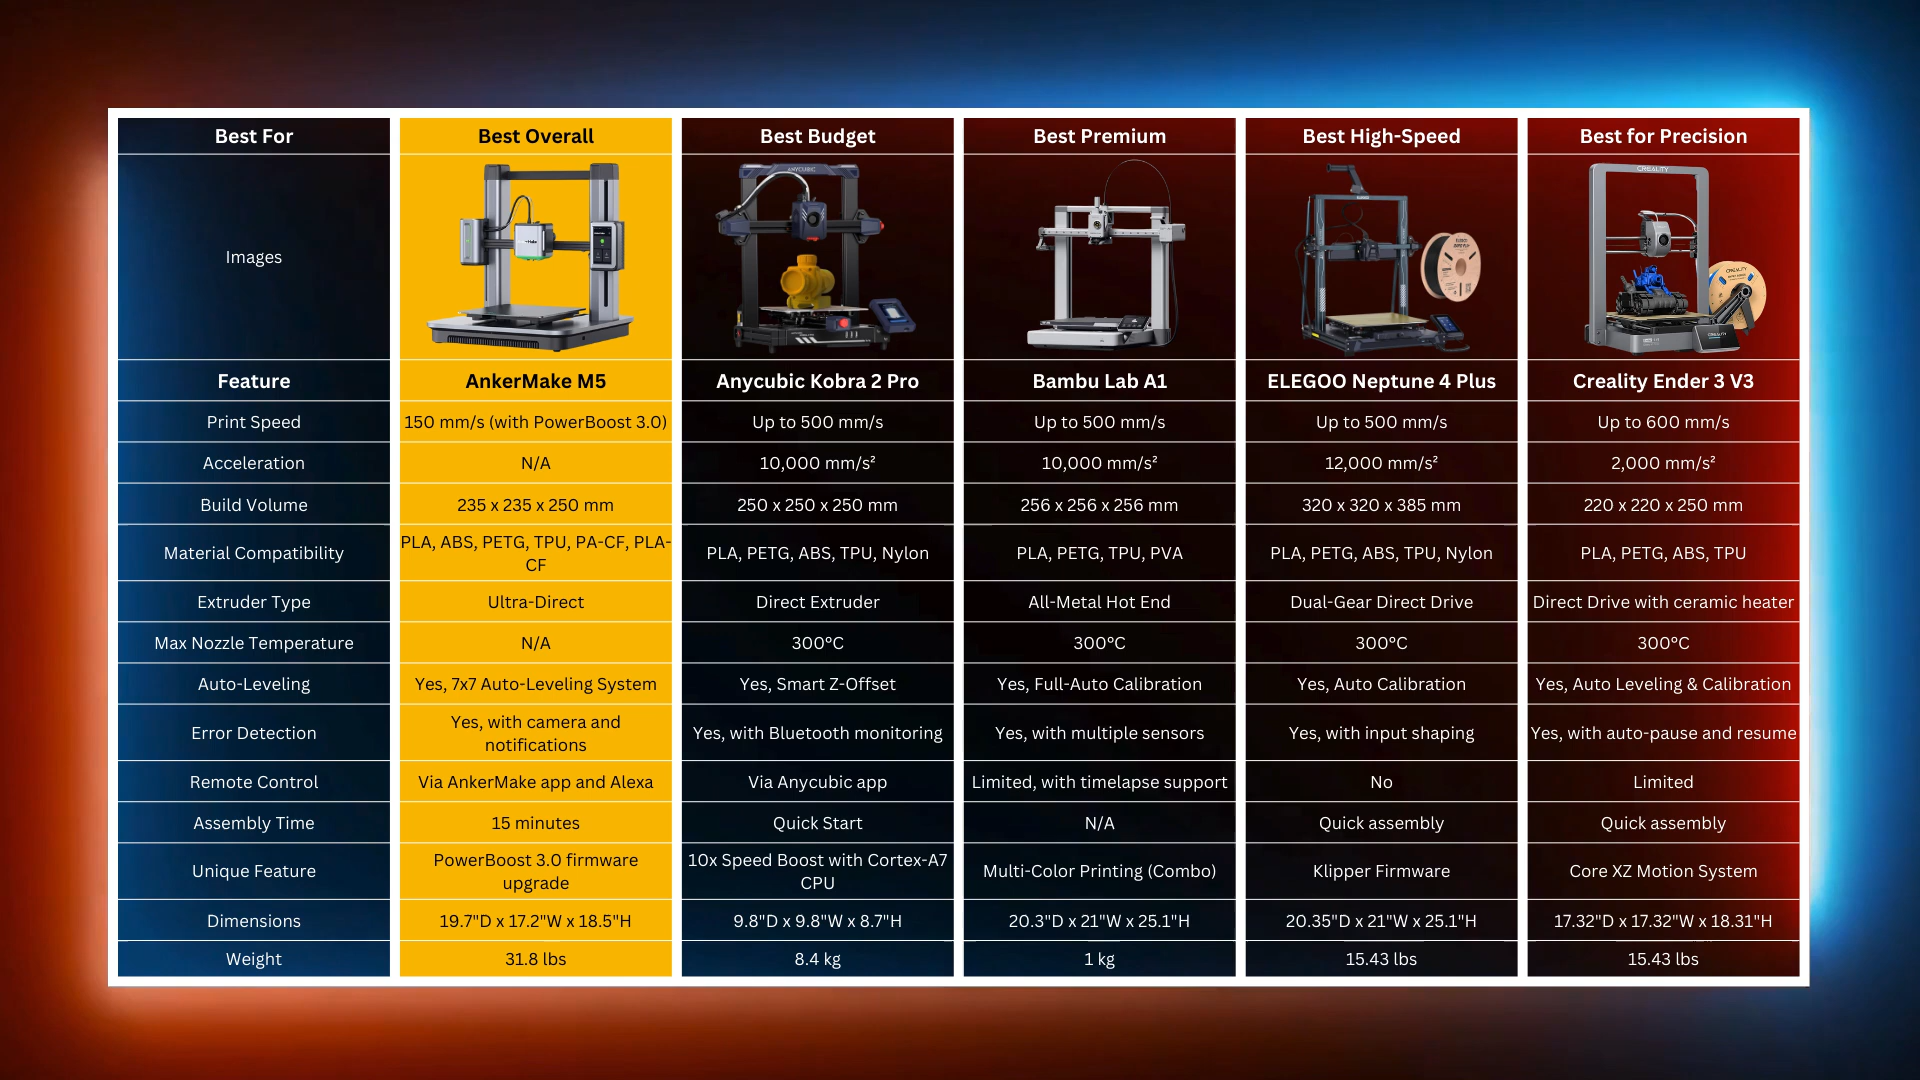 Best For
Best Overall
Best Budget
Best Premium
Best High-Speed
Best for Precision
Images
ANYCUBIC
CREALITY
CREALITY
CREALITY
Feature
AnkerMake M5
Anycubic Kobra 2 Pro
Bambu Lab A1
ELEGOO Neptune 4 Plus
Creality Ender 3 V3
Print Speed
150 mm/s (with PowerBoost 3.0)
Up to 500 mm/s
Up to 500 mm/s
Up to 500 mm/s
Up to 600 mm/s
Acceleration
N/A
10,000 mm/s²
10,000 mm/s²
12,000 mm/s²
2,000 mm/s²
Build Volume
235 x 235 x 250 mm
250 x 250 x 250 mm
256 x 256 x 256 mm
320 x 320 x 385 mm
220 x 220 x 250 mm
Material Compatibility
PLA, ABS, PETG, TPU, PA-CF, PLA-
CF
PLA, PETG, ABS, TPU, Nylon
PLA, PETG, TPU, PVA
PLA, PETG, ABS, TPU, Nylon
PLA, PETG, ABS, TPU
Extruder Type
Ultra-Direct
Direct Extruder
All-Metal Hot End
Dual-Gear Direct Drive
Direct Drive with ceramic heater
Max Nozzle Temperature
N/A
300°C
300°C
300°C
300°C
Auto-Leveling
Yes, 7x7 Auto-Leveling System
Yes, Smart Z-Offset
Yes, Full-Auto Calibration
Yes, Auto Calibration
Yes, Auto Leveling & Calibration
Error Detection
Yes, with camera and
notifications
Yes, with Bluetooth monitoring
Yes, with multiple sensors
Yes, with input shaping
Yes, with auto-pause and resume
Remote Control
Via AnkerMake app and Alexa
Via Anycubic app
Limited, with timelapse support
No
Limited
Assembly Time
15 minutes
Quick Start
N/A
Quick assembly
Quick assembly
Unique Feature
PowerBoost 3.0 firmware
upgrade
10x Speed Boost with Cortex-A7
CPU
Multi-Color Printing (Combo)
Klipper Firmware
Core XZ Motion System
Dimensions
19.7"D x 17.2"W x 18.5"H
9.8"D x 9.8"W x 8.7"H
20.3"D x 21"W x 25.1"H
20.35"D x 21"W x 25.1"H
17.32"D x 17.32"W x 18.31"H
Weight
31.8 lbs
8.4 kg
1 kg
15.43 lbs
15.43 lbs